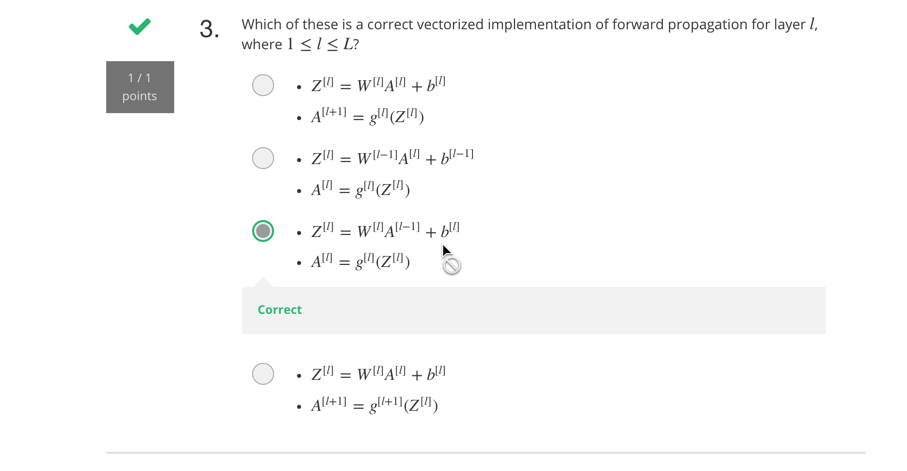 3. Which of these is a correct vectorized implementation of forward propagation for layer l,
where 1 ≤ l ≤ L?
1 / 1
points
• Z^[l] = W^[l]A^[l] + b^[l]
• A^[l+1] = g^[l](Z^[l])
• Z^[l] = W^[l−1]A^[l] + b^[l−1]
• A^[l] = g^[l](Z^[l])
• Z^[l] = W^[l]A^[l−1] + b^[l]
• A^[l] = g^[l](Z^[l])
Correct
• Z^[l] = W^[l]A^[l] + b^[l]
• A^[l+1] = g^[l+1](Z^[l])